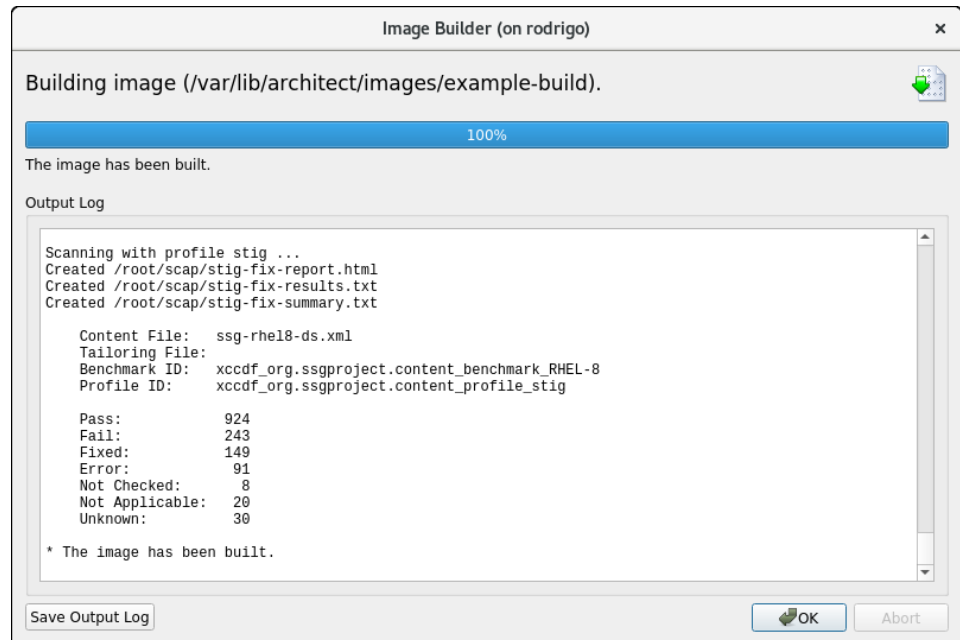 Image Builder (on rodrigo)
Building image (/var/lib/architect/images/example-build).
100%
The image has been built.
Output Log
Scanning with profile stig ...
Created /root/scap/stig-fix-report.html
Created /root/scap/stig-fix-results.txt
Created /root/scap/stig-fix-summary.txt
Content File: ssg-rhel8-ds.xml
Tailoring File:
Benchmark ID: xccdf_org.ssgproject.content_benchmark_RHEL-8
Profile ID: xccdf_org.ssgproject.content_profile_stig
Pass: 924
Fail: 243
Fixed: 149
Error: 91
Not Checked: 8
Not Applicable: 20
Unknown: 30
* The image has been built.
Save Output Log
OK
Abort